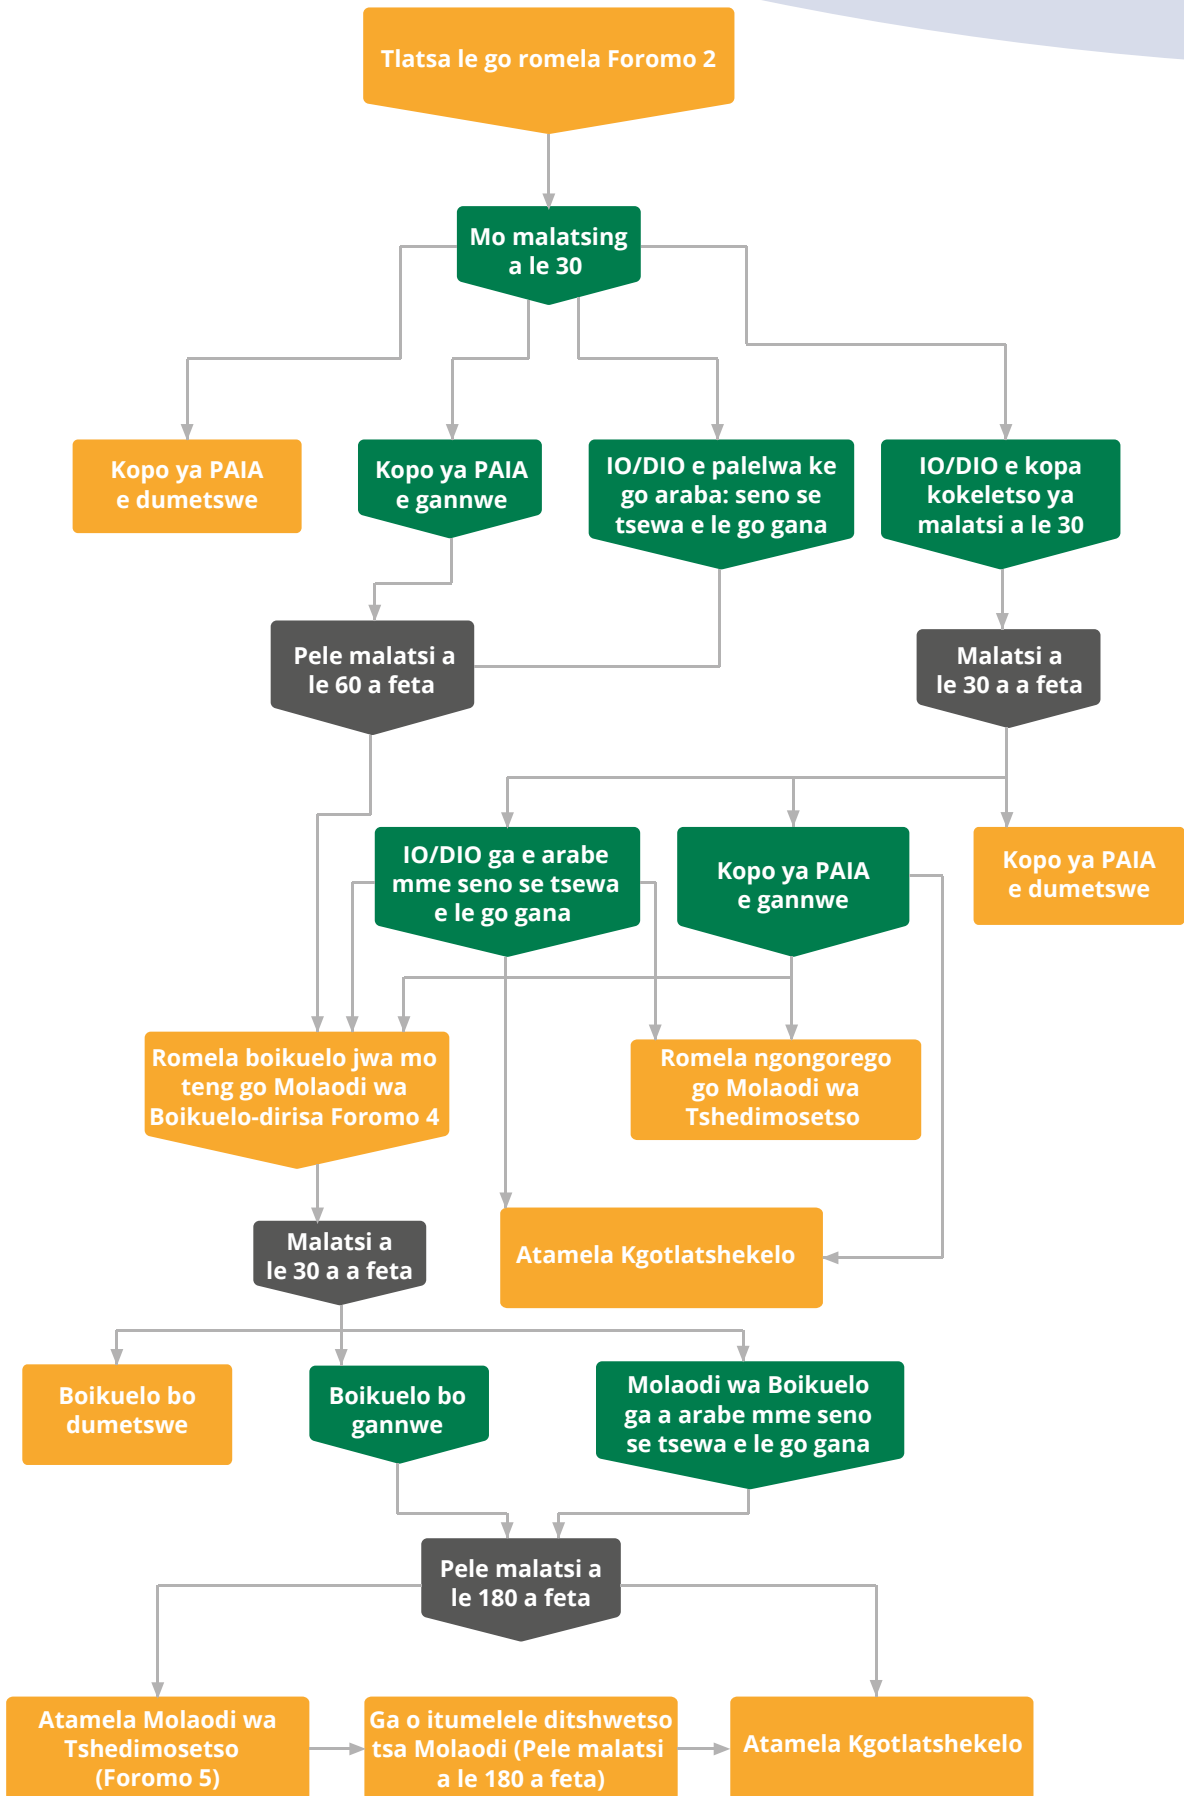 Tlatsa le go romela Foromo 2
Mo malatsing
a le 30
Kopo ya PAIA
e dumetswe
Kopo ya PAIA
e gannwe
IO/DIO e palelwa ke
go araba: seno se
tsewa e le go gana
IO/DIO e kopa
kokeletso ya
malatsi a le 30
Pele malatsi a
le 60 a feta
Malatsi a
le 30 a a feta
IO/DIO ga e arabe
mme seno se tsewa
e le go gana
Kopo ya PAIA
e gannwe
Kopo ya PAIA
e dumetswe
Romela boikuelo jwa mo
teng go Molaodi wa
Boikuelo-dirisa Foromo 4
Romela ngongorego
go Molaodi wa
Tshedimosetso
Malatsi a
le 30 a a feta
Atamela Kgotlatshekelo
Boikuelo bo
dumetswe
Boikuelo bo
gannwe
Molaodi wa Boikuelo
ga a arabe mme seno
se tsewa e le go gana
Pele malatsi a
le 180 a feta
Atamela Molaodi wa
Tshedimosetso
(Foromo 5)
Ga o itumelele ditshwetso
tsa Molaodi (Pele malatsi
a le 180 a feta)
Atamela Kgotlatshekelo